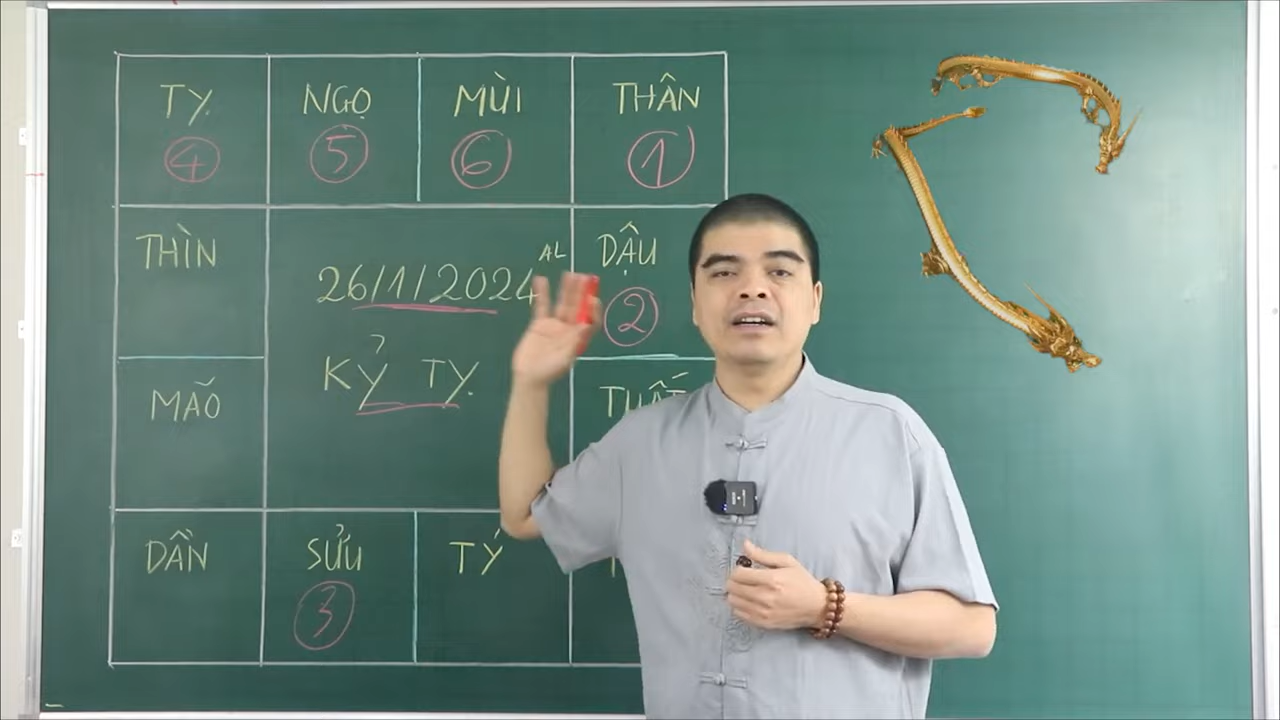 TỴ NGỌ MÙI THÂN
4 5 6 1
THÌN DẬU
AL
26/1/2024
2
KỶ TỴ
MÃO
DẦN SỬU TÝ
3